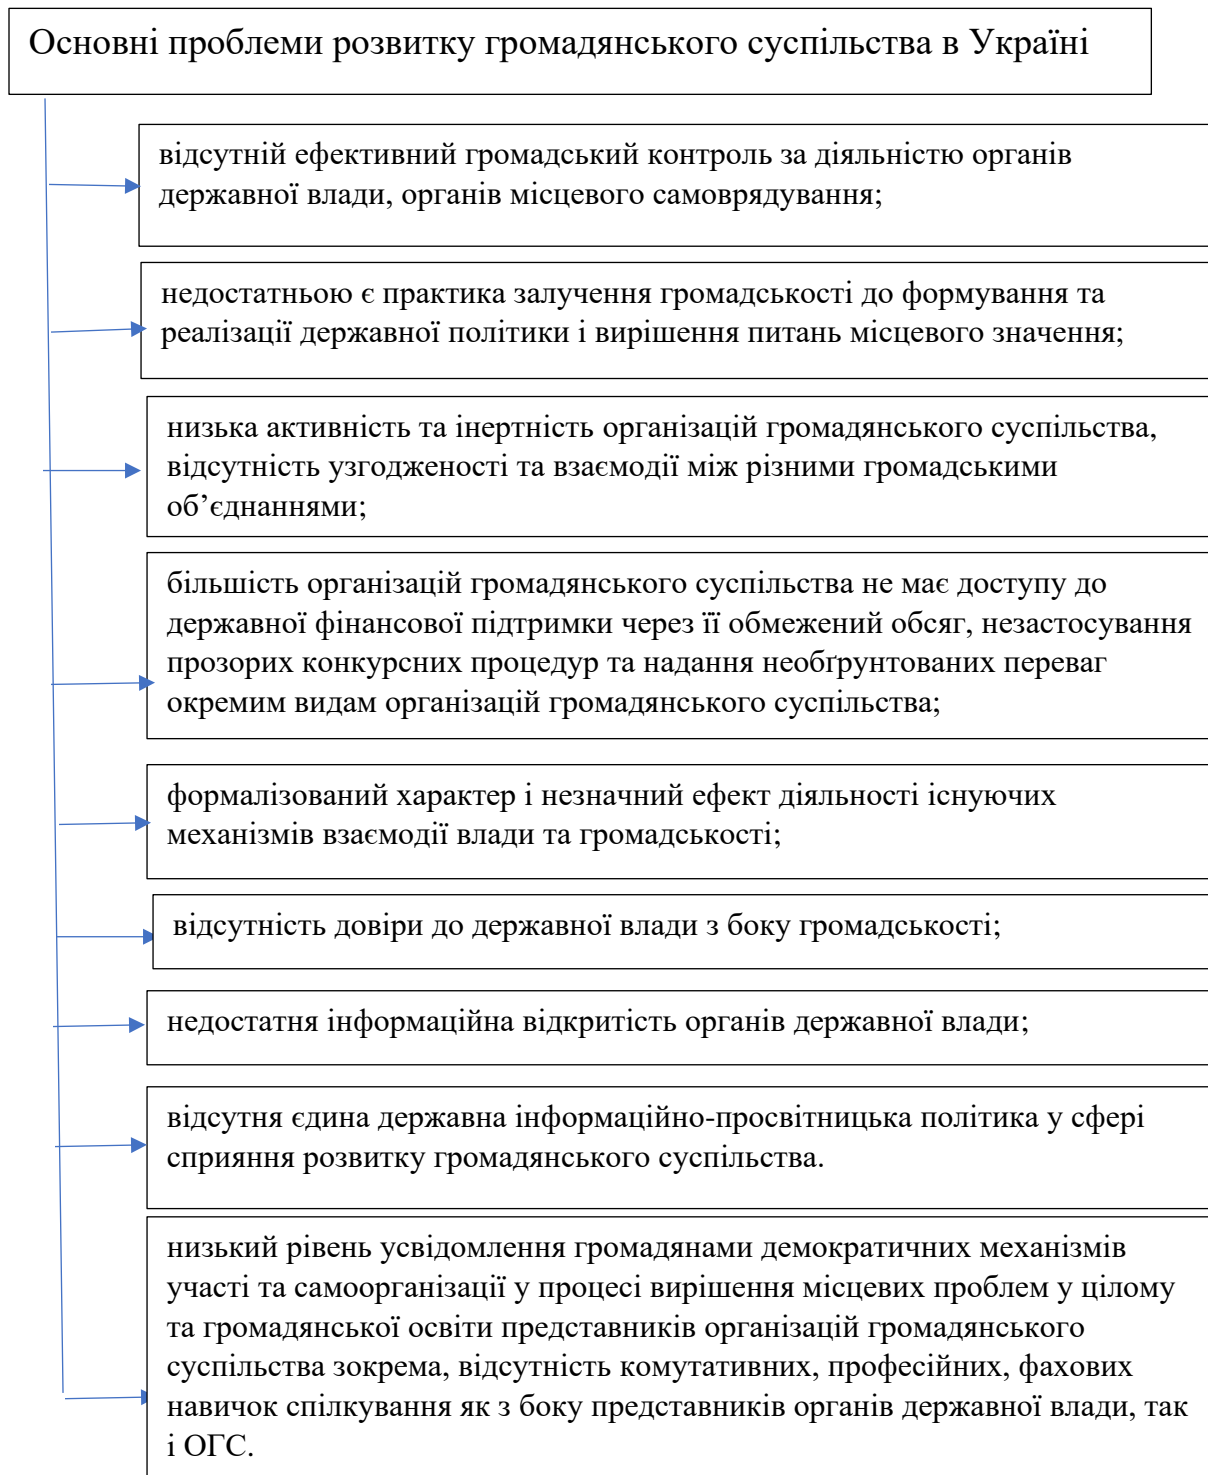 Основні проблеми розвитку громадянського суспільства в Україні
відсутній ефективний громадський контроль за діяльністю органів
державної влади, органів місцевого самоврядування;
недостатньою є практика залучення громадськості до формування та
реалізації державної політики і вирішення питань місцевого значення;
низька активність та інертність організацій громадянського суспільства,
відсутність узгодженості та взаємодії між різними громадськими
об’єднаннями;
більшість організацій громадянського суспільства не має доступу до
державної фінансової підтримки через її обмежений обсяг, незастосування
прозорих конкурсних процедур та надання необґрунтованих переваг
окремим видам організацій громадянського суспільства;
формалізований характер і незначний ефект діяльності існуючих
механізмів взаємодії влади та громадськості;
відсутність довіри до державної влади з боку громадськості;
недостатня інформаційна відкритість органів державної влади;
відсутня єдина державна інформаційно-просвітницька політика у сфері
сприяння розвитку громадянського суспільства.
низький рівень усвідомлення громадянами демократичних механізмів
участі та самоорганізації у процесі вирішення місцевих проблем у цілому
та громадянської освіти представників організацій громадянського
суспільства зокрема, відсутність комутативних, професійних, фахових
навичок спілкування як з боку представників органів державної влади, так
і ОГС.